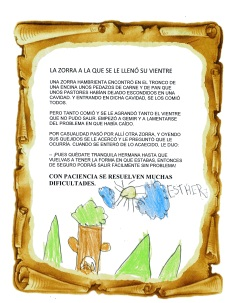 LA ZORRA A LA QUE SE LE LLENÓ SU VIENTRE
UNA ZORRA HAMBRIENTA ENCONTRÓ EN EL TRONCO DE
UNA ENCINA UNOS PEDAZOS DE CARNE Y DE PAN QUE
UNOS PASTORES HABÍAN DEJADO ESCONDIDOS EN UNA
CAVIDAD. Y ENTRANDO EN DICHA CAVIDAD, SE LOS COMIÓ
TODOS.
PERO TANTO COMIÓ Y SE LE AGRANDÓ TANTO EL VIENTRE
QUE NO PUDO SALIR. EMPEZÓ A GEMIR Y A LAMENTARSE
DEL PROBLEMA EN QUE HABÍA CAÍDO.
POR CASUALIDAD PASÓ POR ALLÍ OTRA ZORRA, Y OYENDO
SUS QUEJIDOS SE LE ACERCÓ Y LE PREGUNTÓ QUE LE
OCURRÍA. CUANDO SE ENTERÓ DE LO ACAECIDO, LE DIJO:
- ¡PUES QUÉDATE TRANQUILA HERMANA HASTA QUE
VUELVAS A TENER LA FORMA EN QUE ESTABAS, ENTONCES
DE SEGURO PODRÁS SALIR FÁCILMENTE SIN PROBLEMA!
CON PACIENCIA SE RESUELVEN MUCHAS
DIFICULTADES.
ESTHER